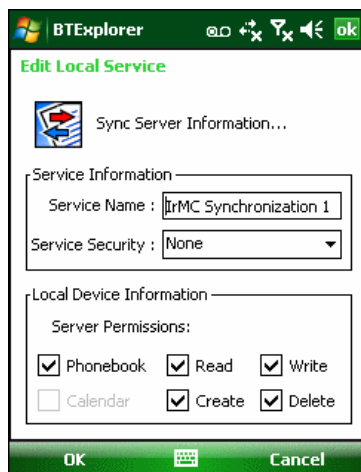 BTExplorer ok
Edit Local Service
Sync Server Information...
Service Information
Service Name : IrMC Synchronization 1
Service Security : None
Local Device Information
Server Permissions:
Phonebook Read Write
Calendar Create Delete
OK Cancel